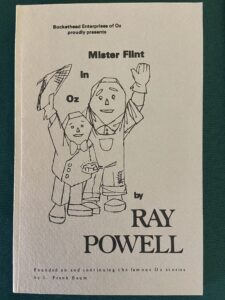 Buckethead Enterprises of Oz
proudly presents
Mister Flint
in
Oz
by
RAY
POWELL
Founded on and continuing the famous Oz stories
by L. Frank Baum